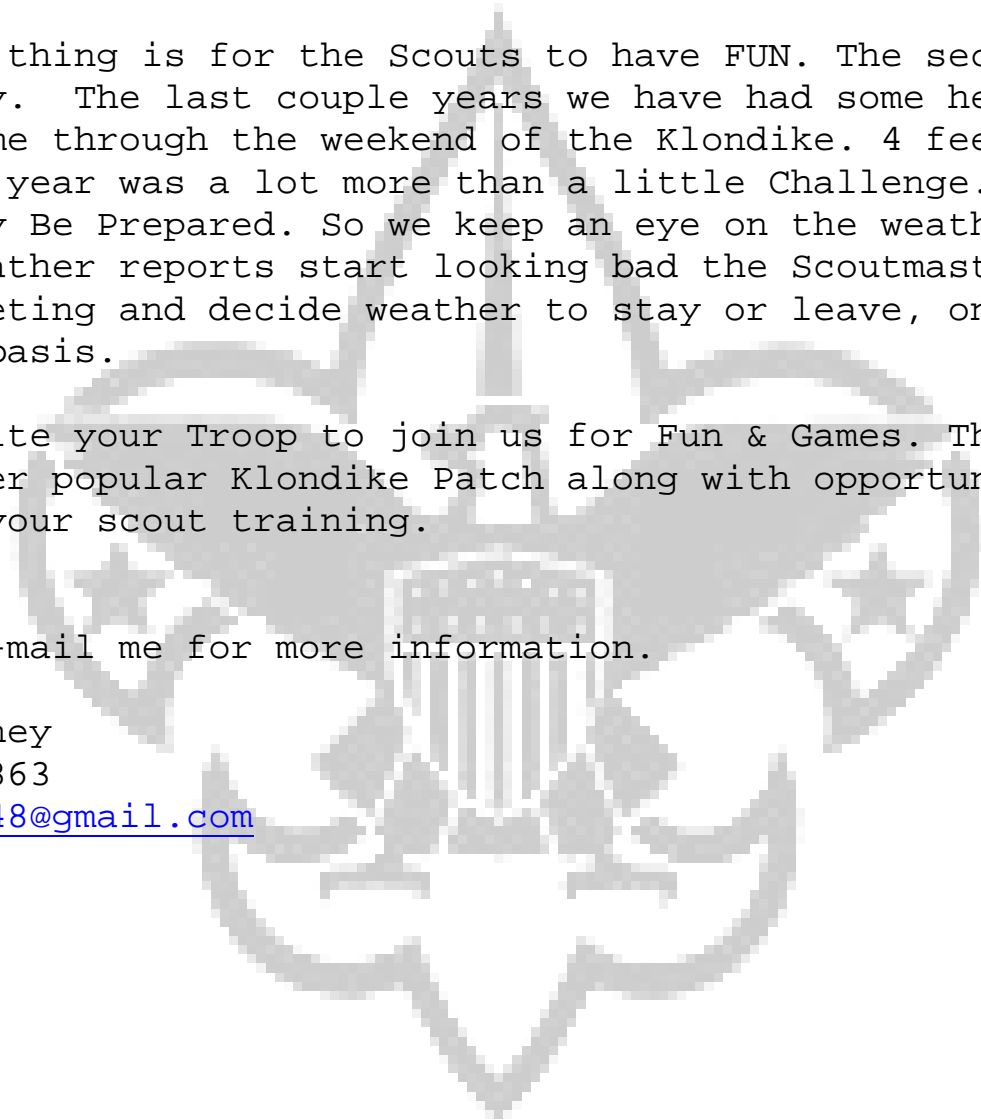 thing is for the Scouts to have FUN. The sec
y. The last couple years we have had some he
me through the weekend of the Klondike. 4 fee
year was a lot more than a little Challenge.
y Be Prepared. So we keep an eye on the weath
ather reports start looking bad the Scoutmast
eting and decide weather to stay or leave, on
basis.
ite your Troop to join us for Fun & Games. Th
er popular Klondike Patch along with opportun
your scout training.
-mail me for more information.
ney
863
48@gmail.com